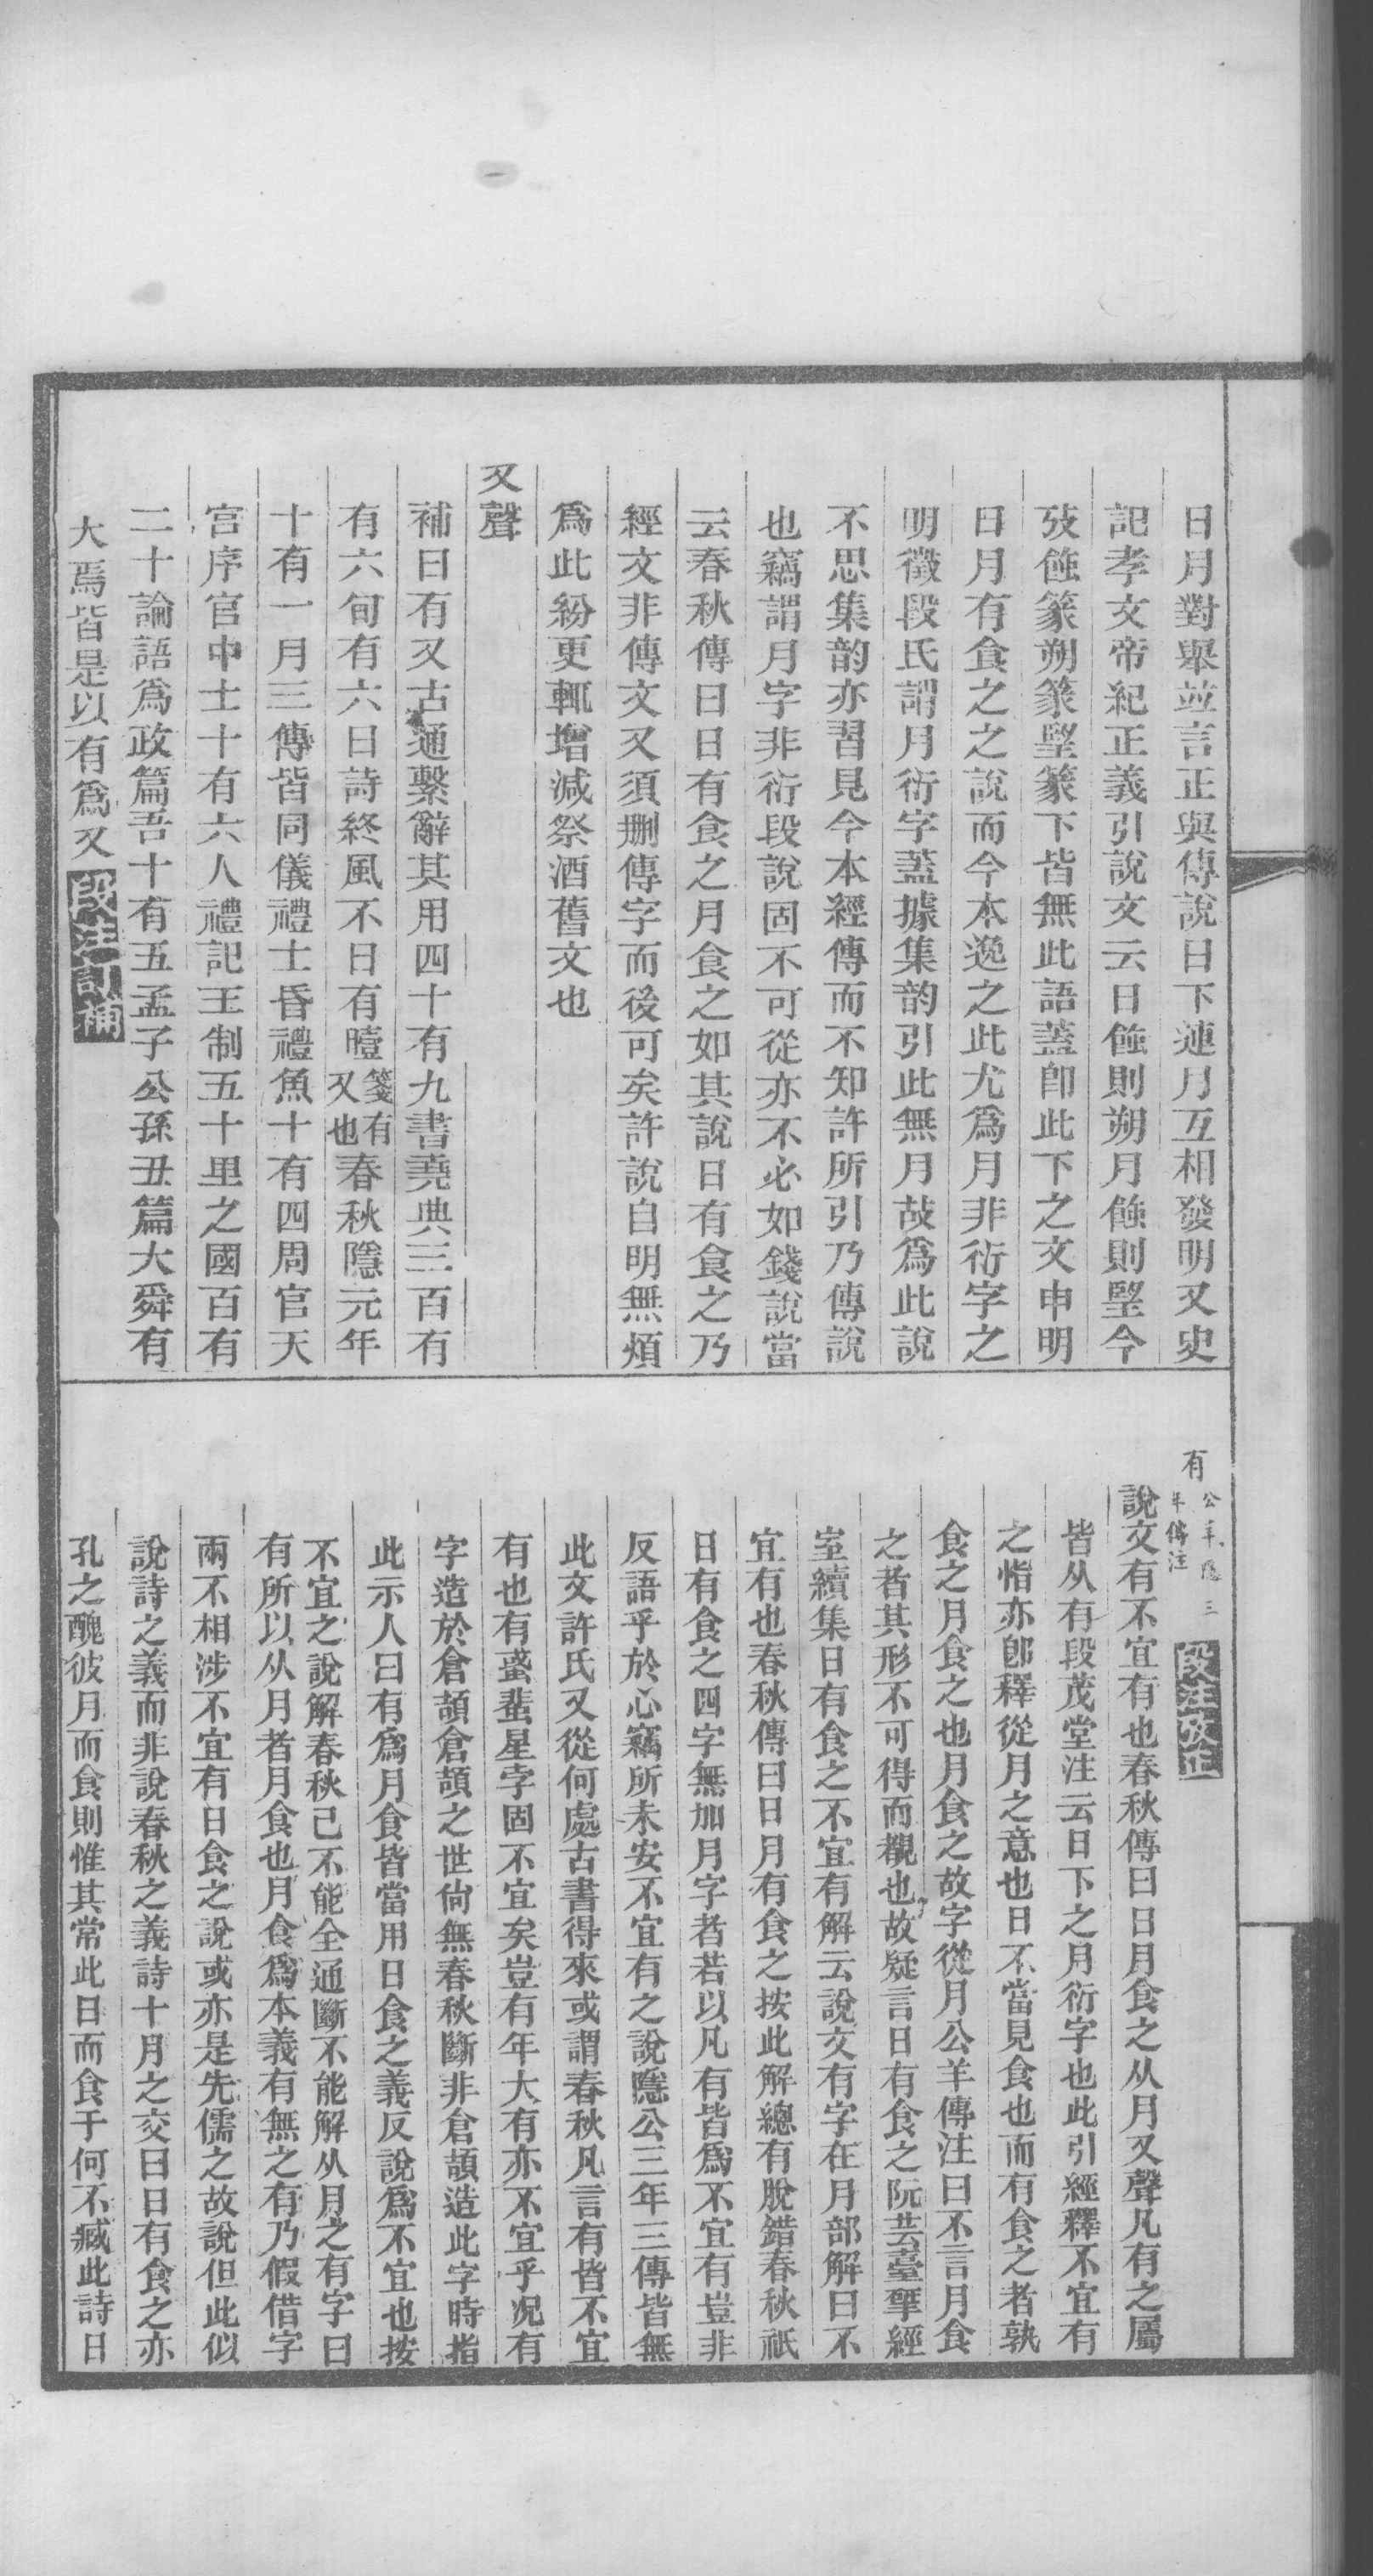 日月對舉竝言正與傳說日下連月互相發明又史
記孝文帝紀正義引說文云日蝕則朔月蝕則朢今
攷蝕篆朔篆朢篆下皆無此語蓋卽此下之文申明
日月有食之之說而今本逸之此尤爲月非衍字之
明徵段氏謂月衍字蓋據集韵引此無月故爲此說
不思集韵亦習見今本經傳而不知許所引乃傳說
也竊謂月字非衍段說固不可從亦不必如錢說當
云春秋傳曰日有食之月食之如其說日有食之乃
經文非傳文又須刪傳字而後可矣許說自明無煩
爲此紛更輒增減祭酒舊文也
又聲
補曰有又古通繫辭其用四十有九書堯典三百有
有六旬有六日詩終風不日有曀箋有又也春秋隱元年
十有一月三傳皆同儀禮士昏禮魚十有四周官天
官序官中士十有六人禮記王制五十里之國百有
二十論語爲政篇吾十有五孟子公孫丑篇大舜有
大焉皆是以有爲又段注訂補
有公羊隱三年傳注 段注攷正
說文有不宜有也春秋傳曰日月食之从月又聲凡有之屬
皆从有段茂堂注云日下之月衍字也此引經釋不宜有
之恉亦卽釋從月之意也日不當見食也而有食之者孰
食之月食之也月食之故字從月公羊傳注曰不言月食
之者其形不可得而覩也故疑言日有食之阮芸臺揅經
室續集日有食之不宜有解云說文有字在月部解曰不
宜有也春秋傳曰日月有食之按此解總有脫錯春秋祇
日有食之四字無加月字者若以凡有皆爲不宜有豈非
反語乎於心竊所未安不宜有之說隱公三年三傳皆無
此文許氏又從何處古書得來或謂春秋凡言有皆不宜
有也有蜚蜚星孛固不宜矣豈有年大有亦不宜乎况有
字造於倉頡倉頡之世尙無春秋斷非倉頡造此字時指
此示人曰有爲月食皆當用日食之義反說爲不宜也按
不宜之說解春秋已不能全通斷不能解从月之有字曰
有所以从月者月食也月食爲本義有無之有乃假借字
兩不相涉不宜有日食之說或亦是先儒之故說但此似
說詩之義而非說春秋之義詩十月之交曰日有食之亦
孔之醜彼月而食則惟其常此日而食于何不臧此詩日